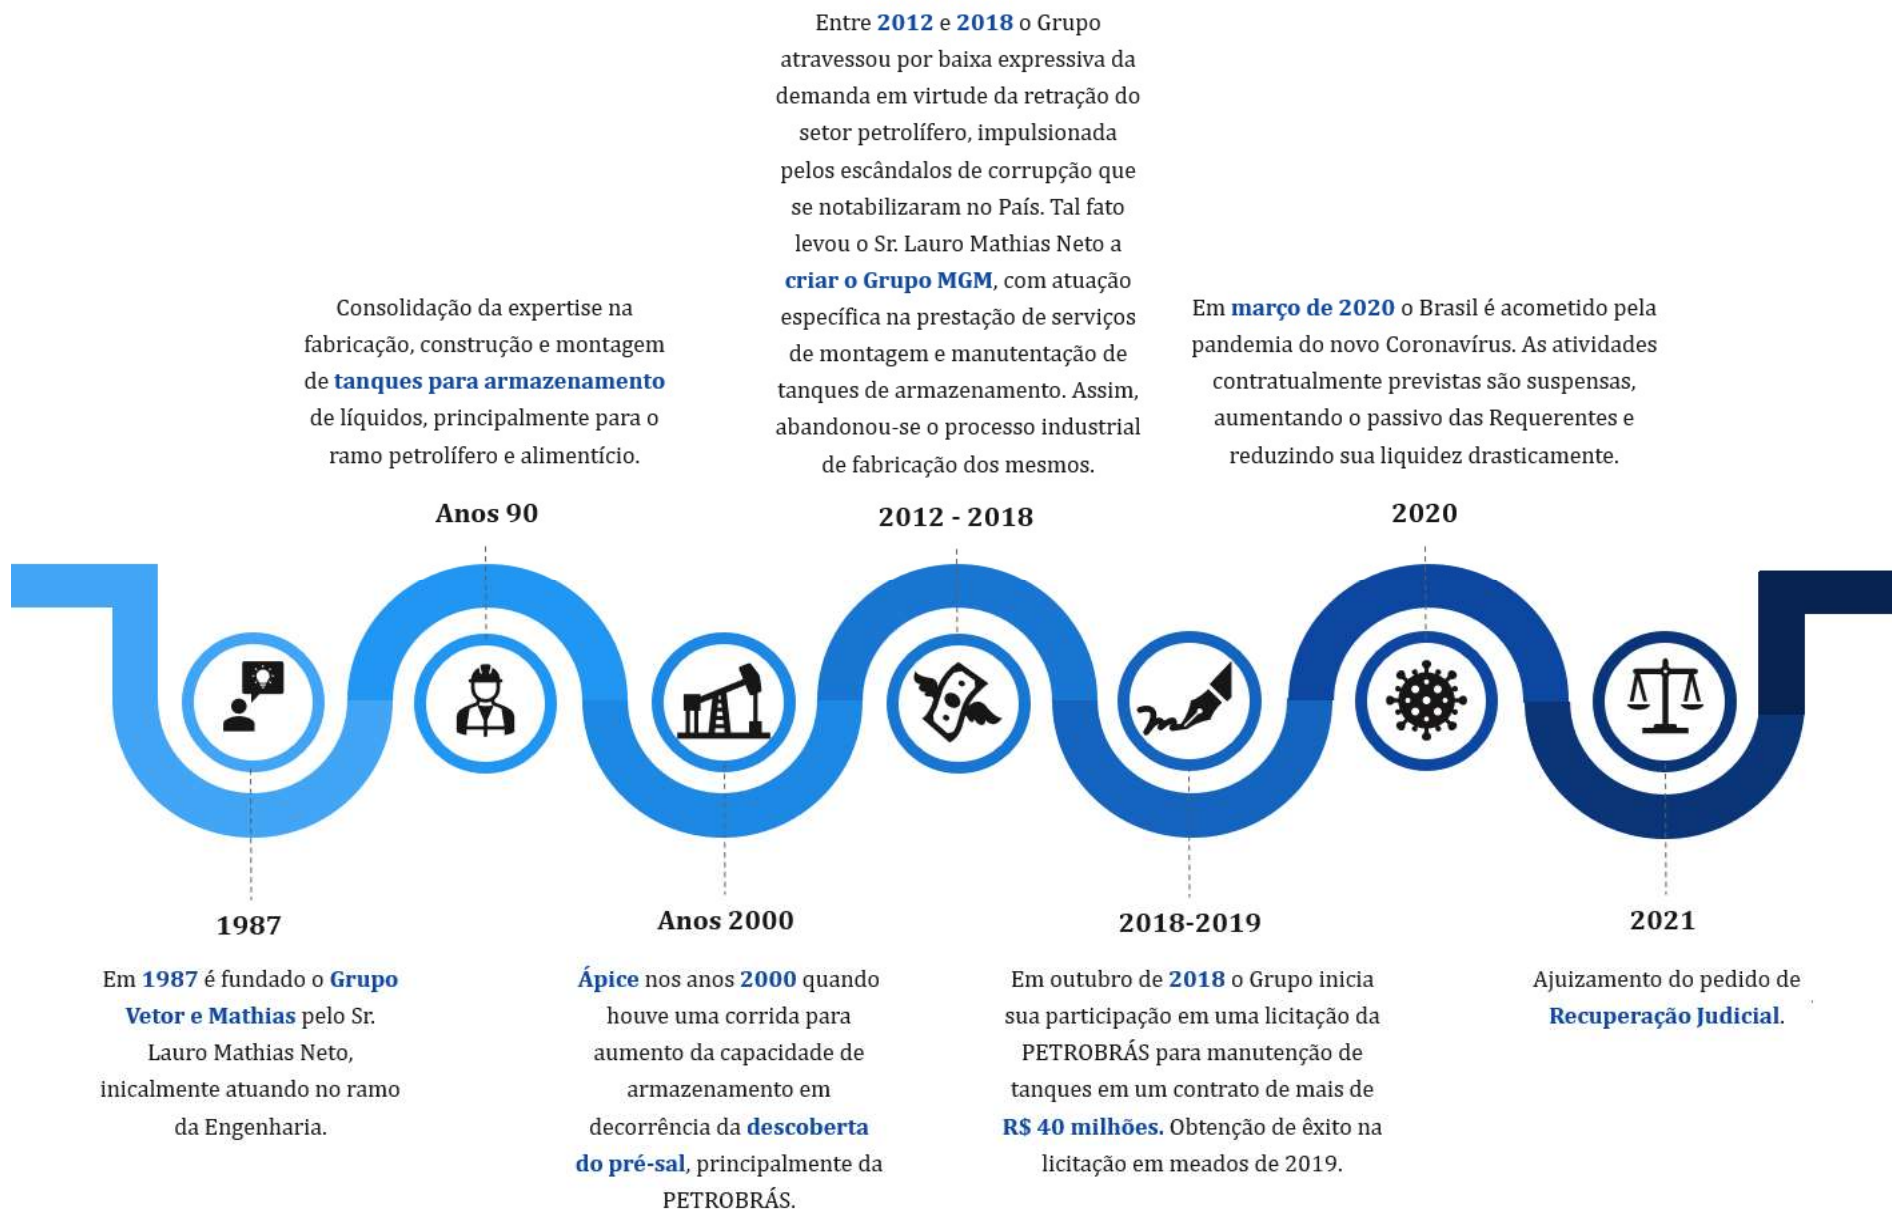 Em 1987 é fundado o Grupo
Vetor e Mathias pelo Sr.
Lauro Mathias Neto,
inicalmente atuando no ramo
da Engenharia.
1987
Consolidação da expertise na
fabricação, construção e montagem
de tanques para armazenamento
de líquidos, principalmente para o
ramo petrolífero e alimentício.
Anos 90
Anos 2000
Ápice nos anos 2000 quando
houve uma corrida para
aumento da capacidade de
armazenamento em
decorrência da descoberta
do pré-sal, principalmente da
PETROBRÁS.
Entre 2012 e 2018 o Grupo
atravessou por baixa expressiva da
demanda em virtude da retração do
setor petrolífero, impulsionada
pelos escândalos de corrupção que
se notabilizaram no País. Tal fato
levou o Sr. Lauro Mathias Neto a
criar o Grupo MGM, com atuação
específica na prestação de serviços
de montagem e manutentação de
tanques de armazenamento. Assim,
abandonou-se o processo industrial
de fabricação dos mesmos.
2012 - 2018
2018-2019
Em outubro de 2018 o Grupo inicia
sua participação em uma licitação da
PETROBRÁS para manutenção de
tanques em um contrato de mais de
R$ 40 milhões. Obtenção de êxito na
licitação em meados de 2019.
Em março de 2020 o Brasil é acometido pela
pandemia do novo Coronavírus. As atividades
contratualmente previstas são suspensas,
aumentando o passivo das Requerentes e
reduzindo sua liquidez drasticamente.
2020
2021
Ajuizamento do pedido de
Recuperação Judicial.